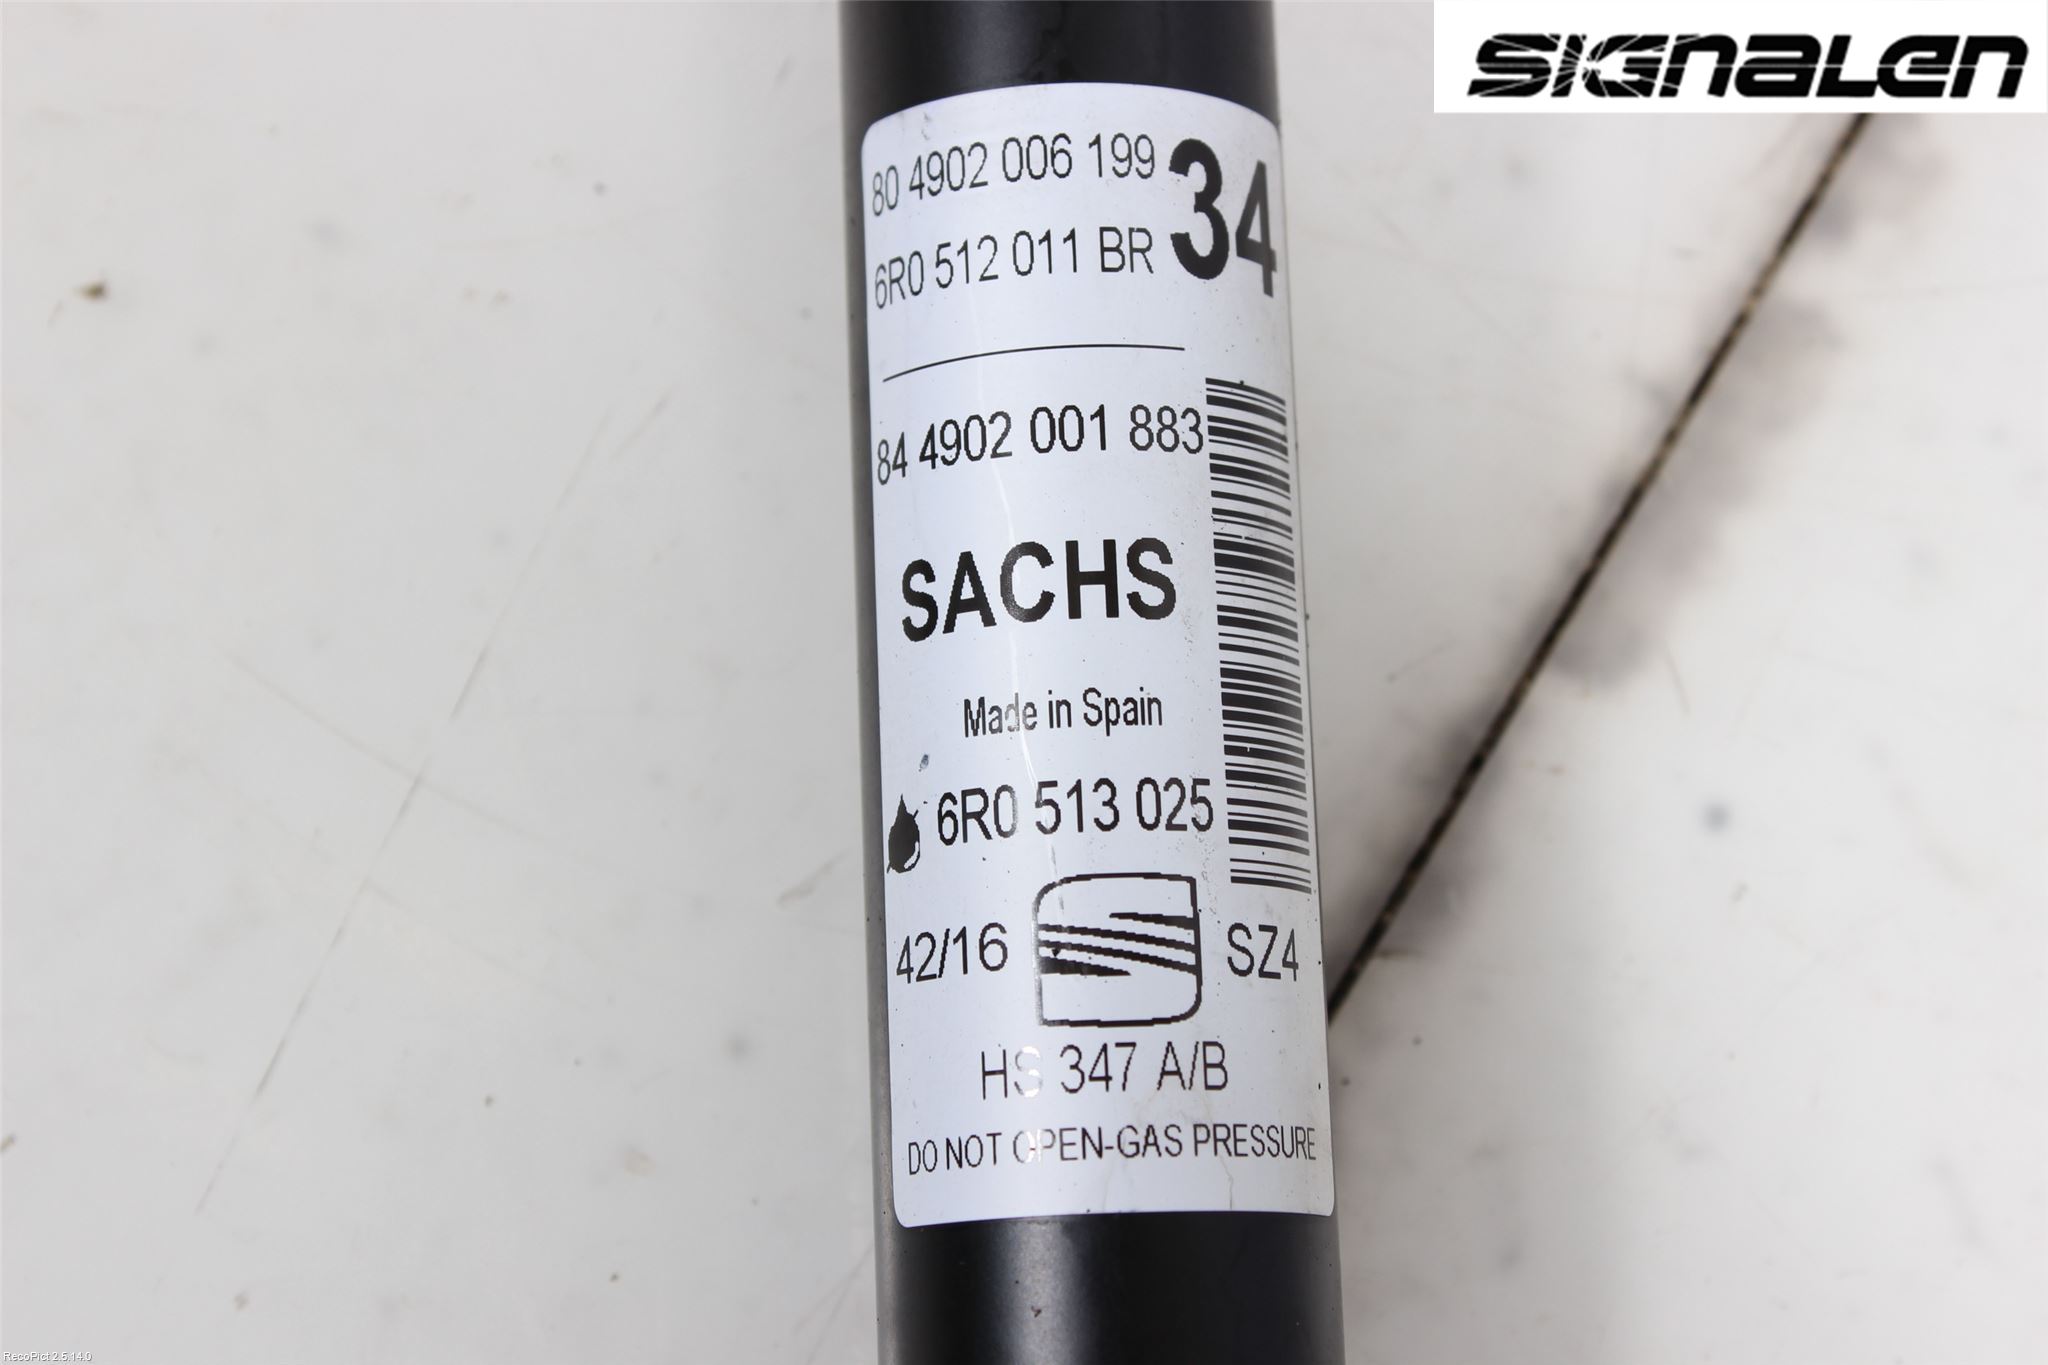 SIGNALEN
80 4902 006 199
34
6R0 512 011 BR
84 4902 001 883
SACHS
Made in Spain
6R0 513 025
42/16
SZ4
HS 347 A/B
DO NOT OPEN-GAS PRESSURE
RecoPict 2.5.14.0